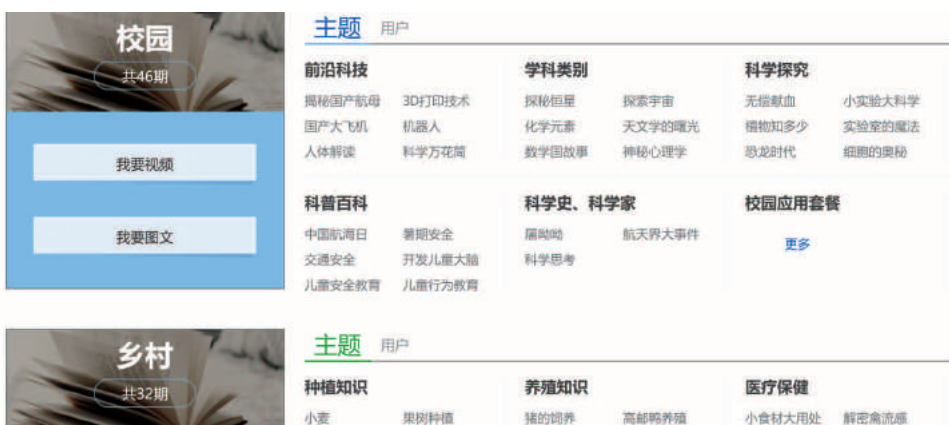 校园
共46期
我要视频
我要图文
主题 用户
前沿科技 学科类别 科学探究
揭秘国产航母 3D打印技术 探秘恒星 探索宇宙 无偿献血 小实验大科学
国产大飞机 机器人 化学元素 天文学的曙光 植物知多少 实验室的魔法
人体解读 科学万花筒 数学国故事 神秘心理学 恐龙时代 细胞的奥秘
科普百科 科学史、科学家 校园应用套餐
中国航海日 暑期安全 屠呦呦 航天界大事件 更多
交通安全 开发儿童大脑 科学思考
儿童安全教育 儿童行为教育
乡村
共32期
主题 用户
种植知识 养殖知识 医疗保健
小麦 果树种植 猪的饲养 高邮鸭养殖 小食材大用处 解密禽流感